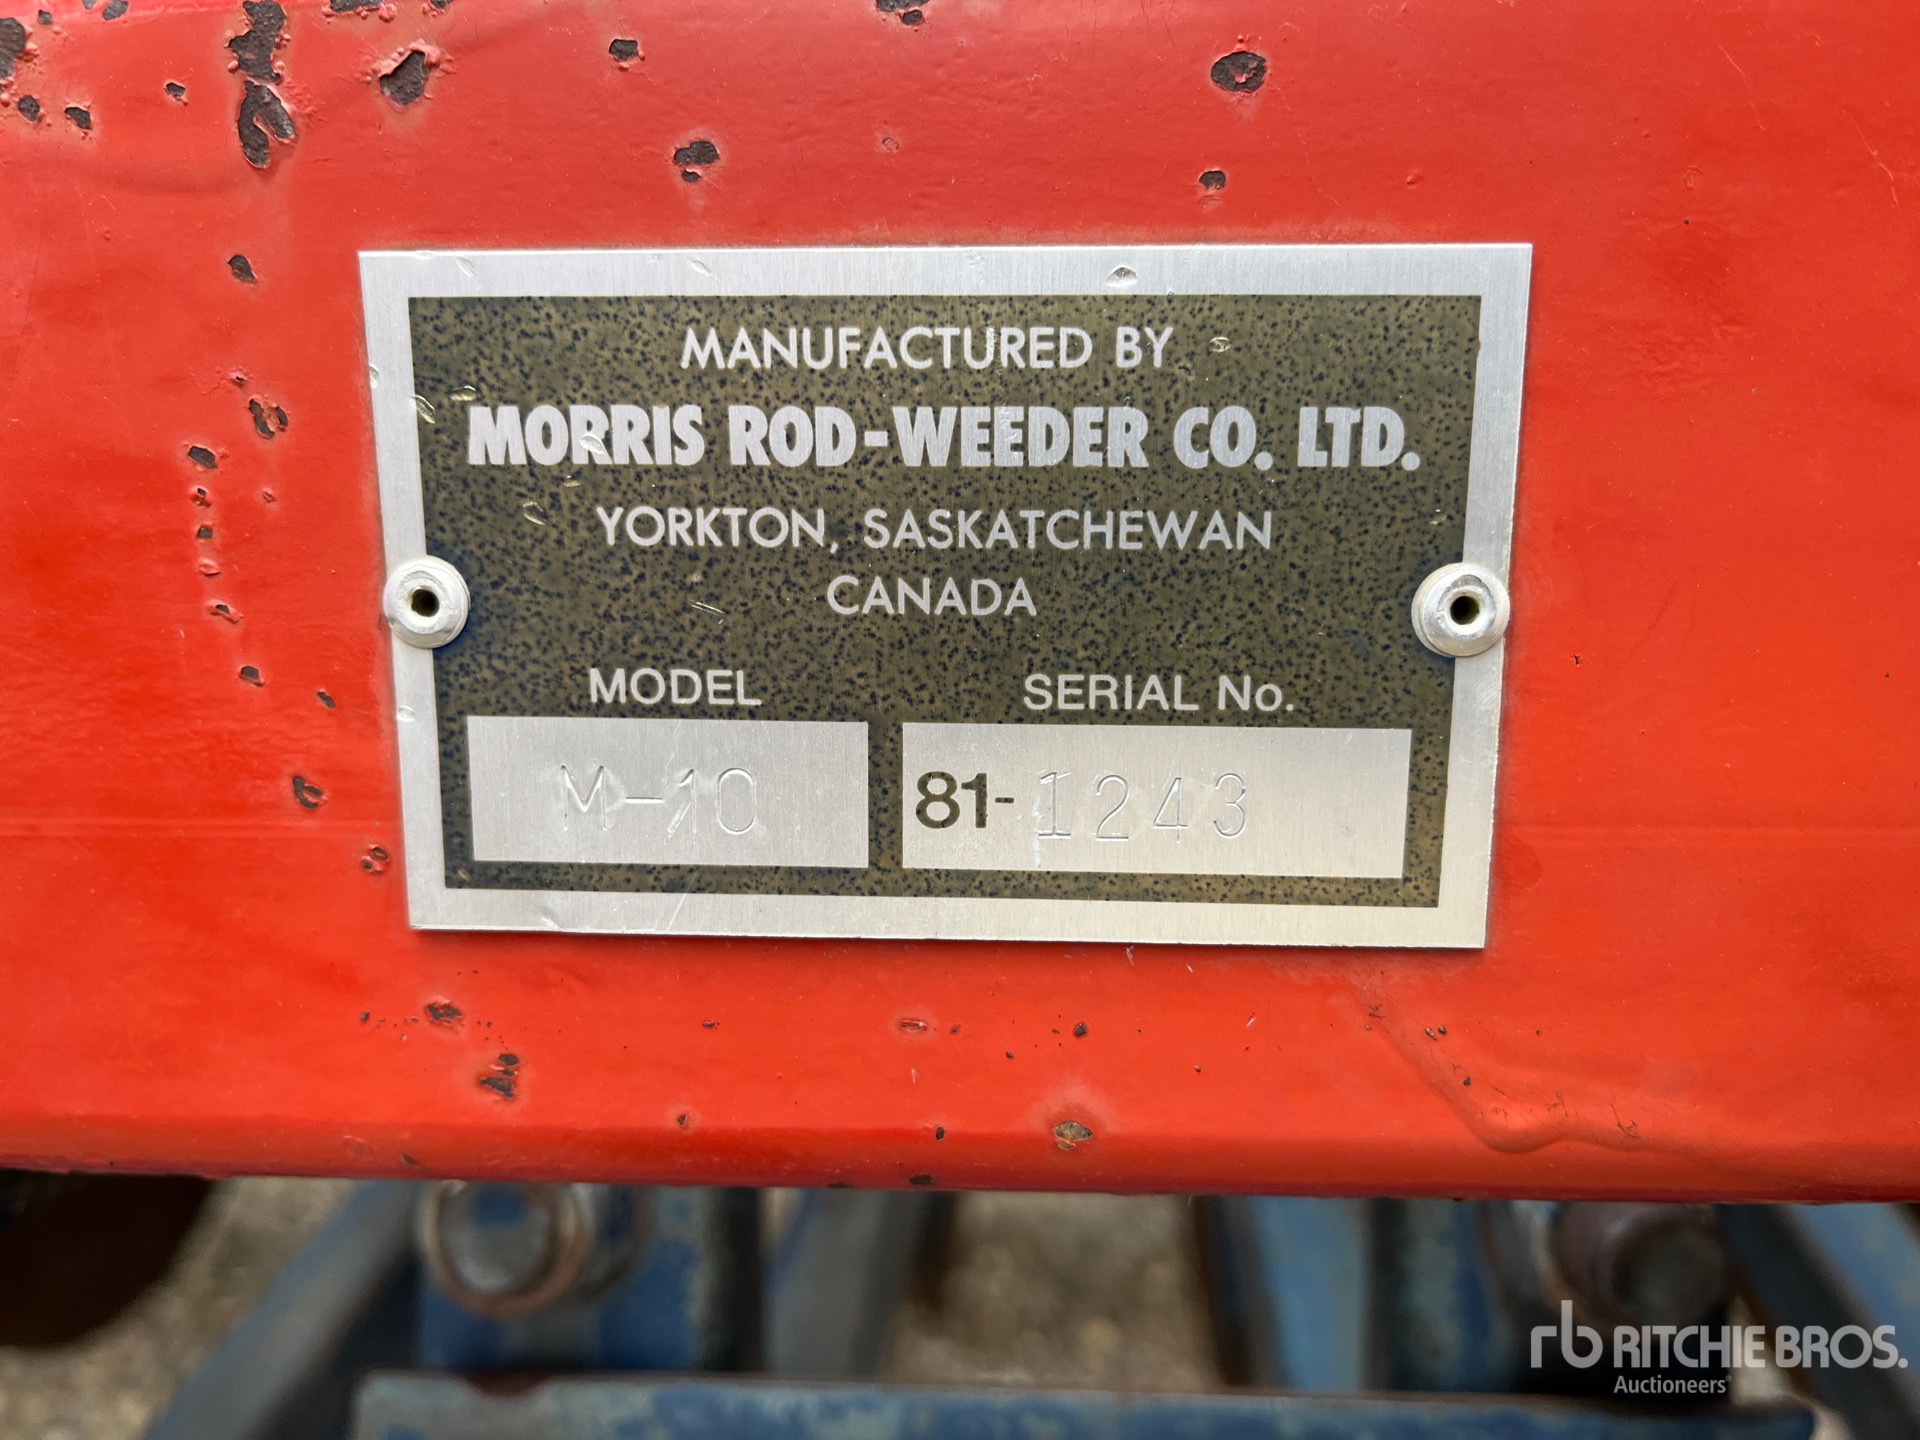 MANUFACTURED BY
MORRIS ROD-WEEDER CO. LTD.
YORKTON, SASKATCHEWAN
CANADA
MODEL SERIAL No.
M-10 81-1243
rb RITCHIE BROS.
Auctioneers